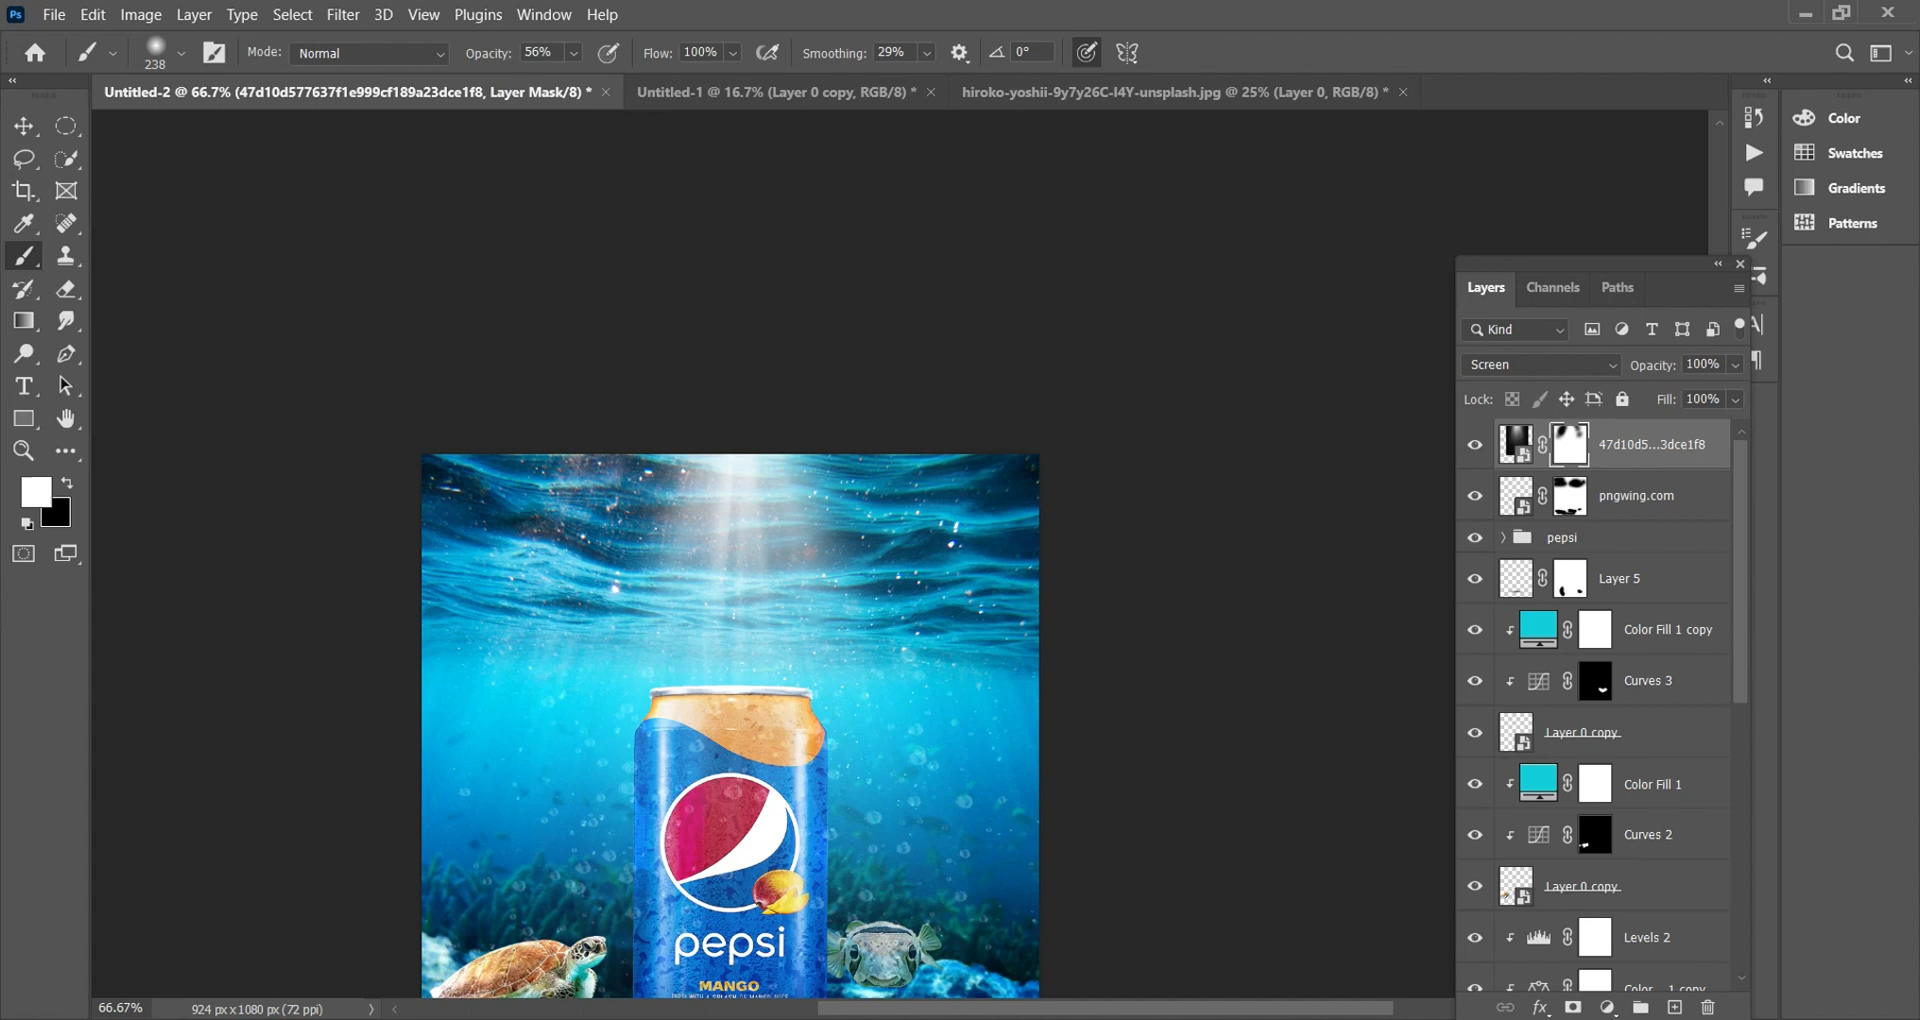 Ps File Edit Image Layer Type Select Filter 3D View Plugins Window Help
238 Mode: Normal Opacity: 56% Flow: 100% Smoothing: 29% 0°
Untitled-2 @ 66.7% (47d10d577637f1e999cf189a23dce1f8, Layer Mask/8) * Untitled-1 @ 16.7% (Layer 0 copy, RGB/8) * hiroko-yoshii-9y7y26C-I4Y-unsplash.jpg @ 25% (Layer 0, RGB/8) *
Color
Swatches
Gradients
Patterns
Layers Channels Paths
Kind
Screen Opacity: 100%
Lock: Fill: 100%
47d10d5...3dce1f8
pngwing.com
pepsi
Layer 5
Color Fill 1 copy
Curves 3
Layer 0 copy
Color Fill 1
Curves 2
Layer 0 copy
Levels 2
Color ... 1 copy
pepsi
MANGO
66.67% 924 px x 1080 px (72 ppi)